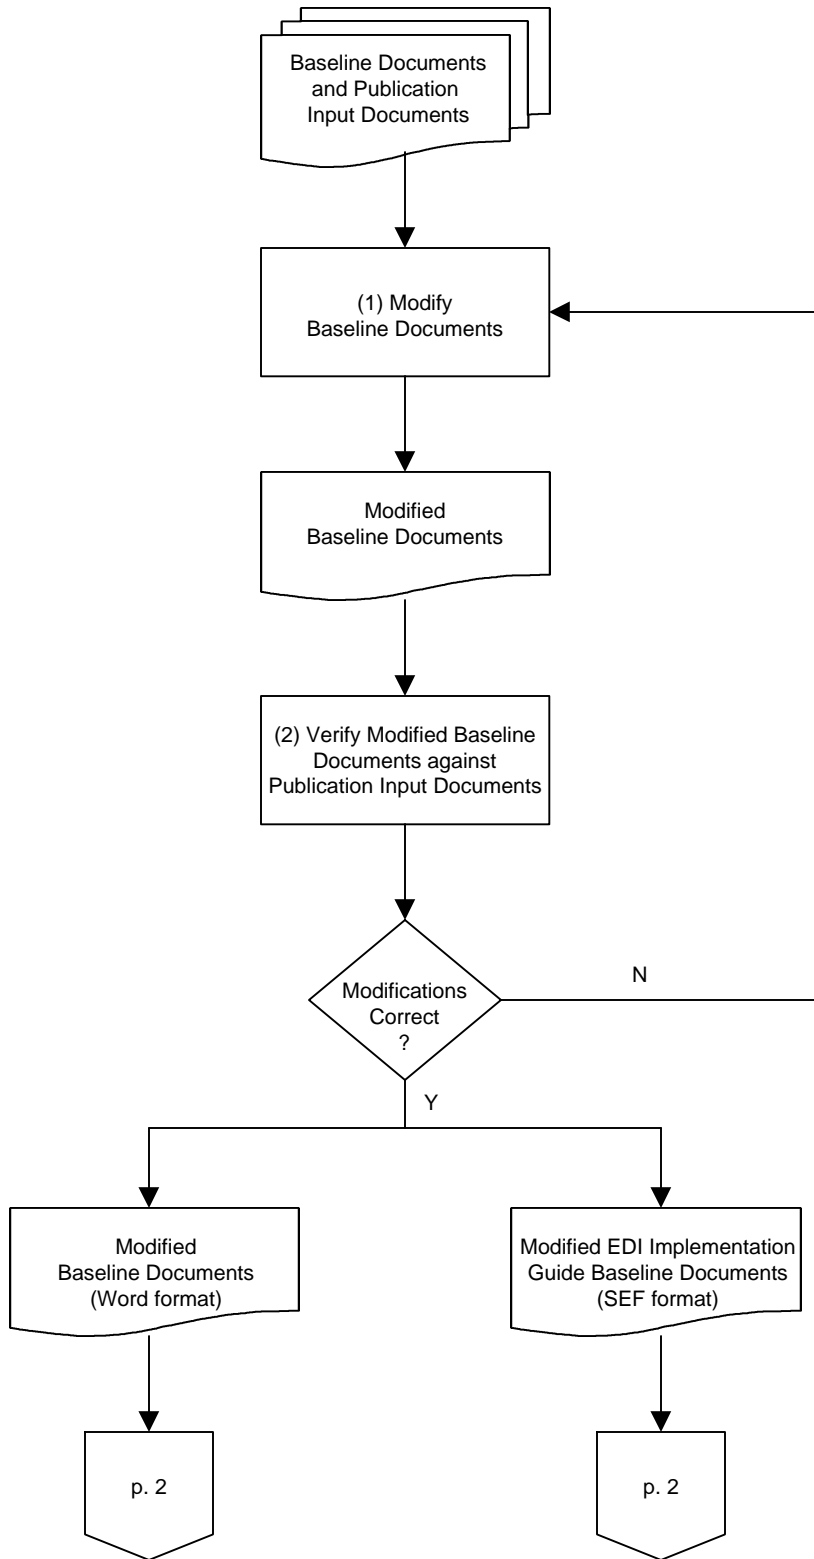 Baseline Documents
and Publication
Input Documents
(1) Modify
Baseline Documents
Modified
Baseline Documents
(2) Verify Modified Baseline
Documents against
Publication Input Documents
Modifications
Correct
?
N
Y
Modified
Baseline Documents
(Word format)
Modified EDI Implementation
Guide Baseline Documents
(SEF format)
p. 2
p. 2